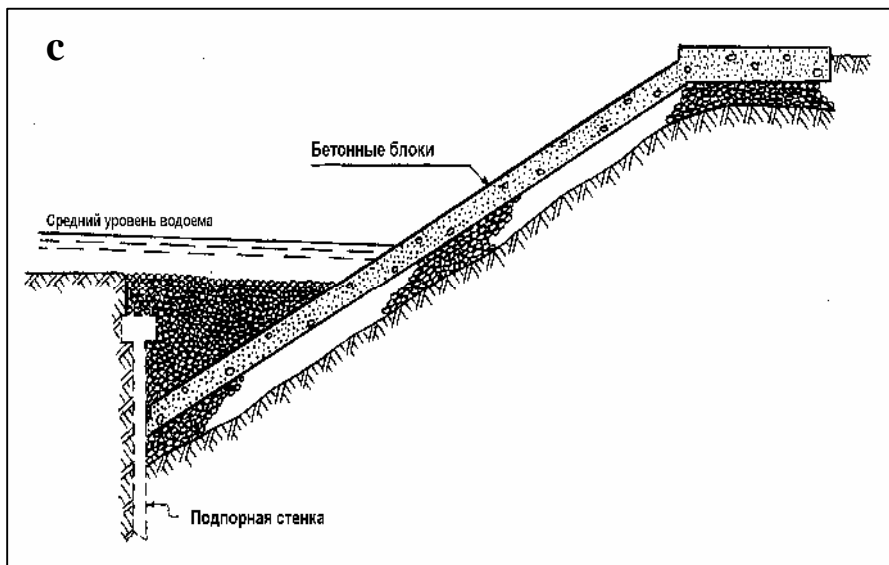 с
Бетонные блоки
Средний уровень водоема
Подпорная стенка